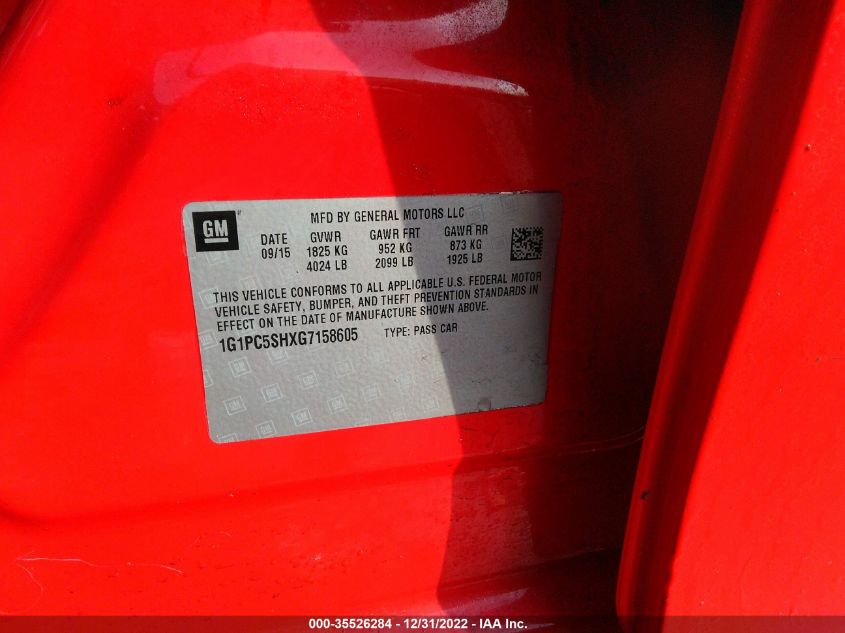 GM
MFD BY GENERAL MOTORS LLC
DATE GVWR GAWR FRT GAWR RR
09/15 1825 KG 952 KG 873 KG
4024 LB 2099 LB 1925 LB
THIS VEHICLE CONFORMS TO ALL APPLICABLE U.S. FEDERAL MOTOR
VEHICLE SAFETY, BUMPER, AND THEFT PREVENTION STANDARDS IN
EFFECT ON THE DATE OF MANUFACTURE SHOWN ABOVE.
1G1PC5SHXG7158605 TYPE: PASS CAR
000-35526284 - 12/31/2022 - IAA Inc.